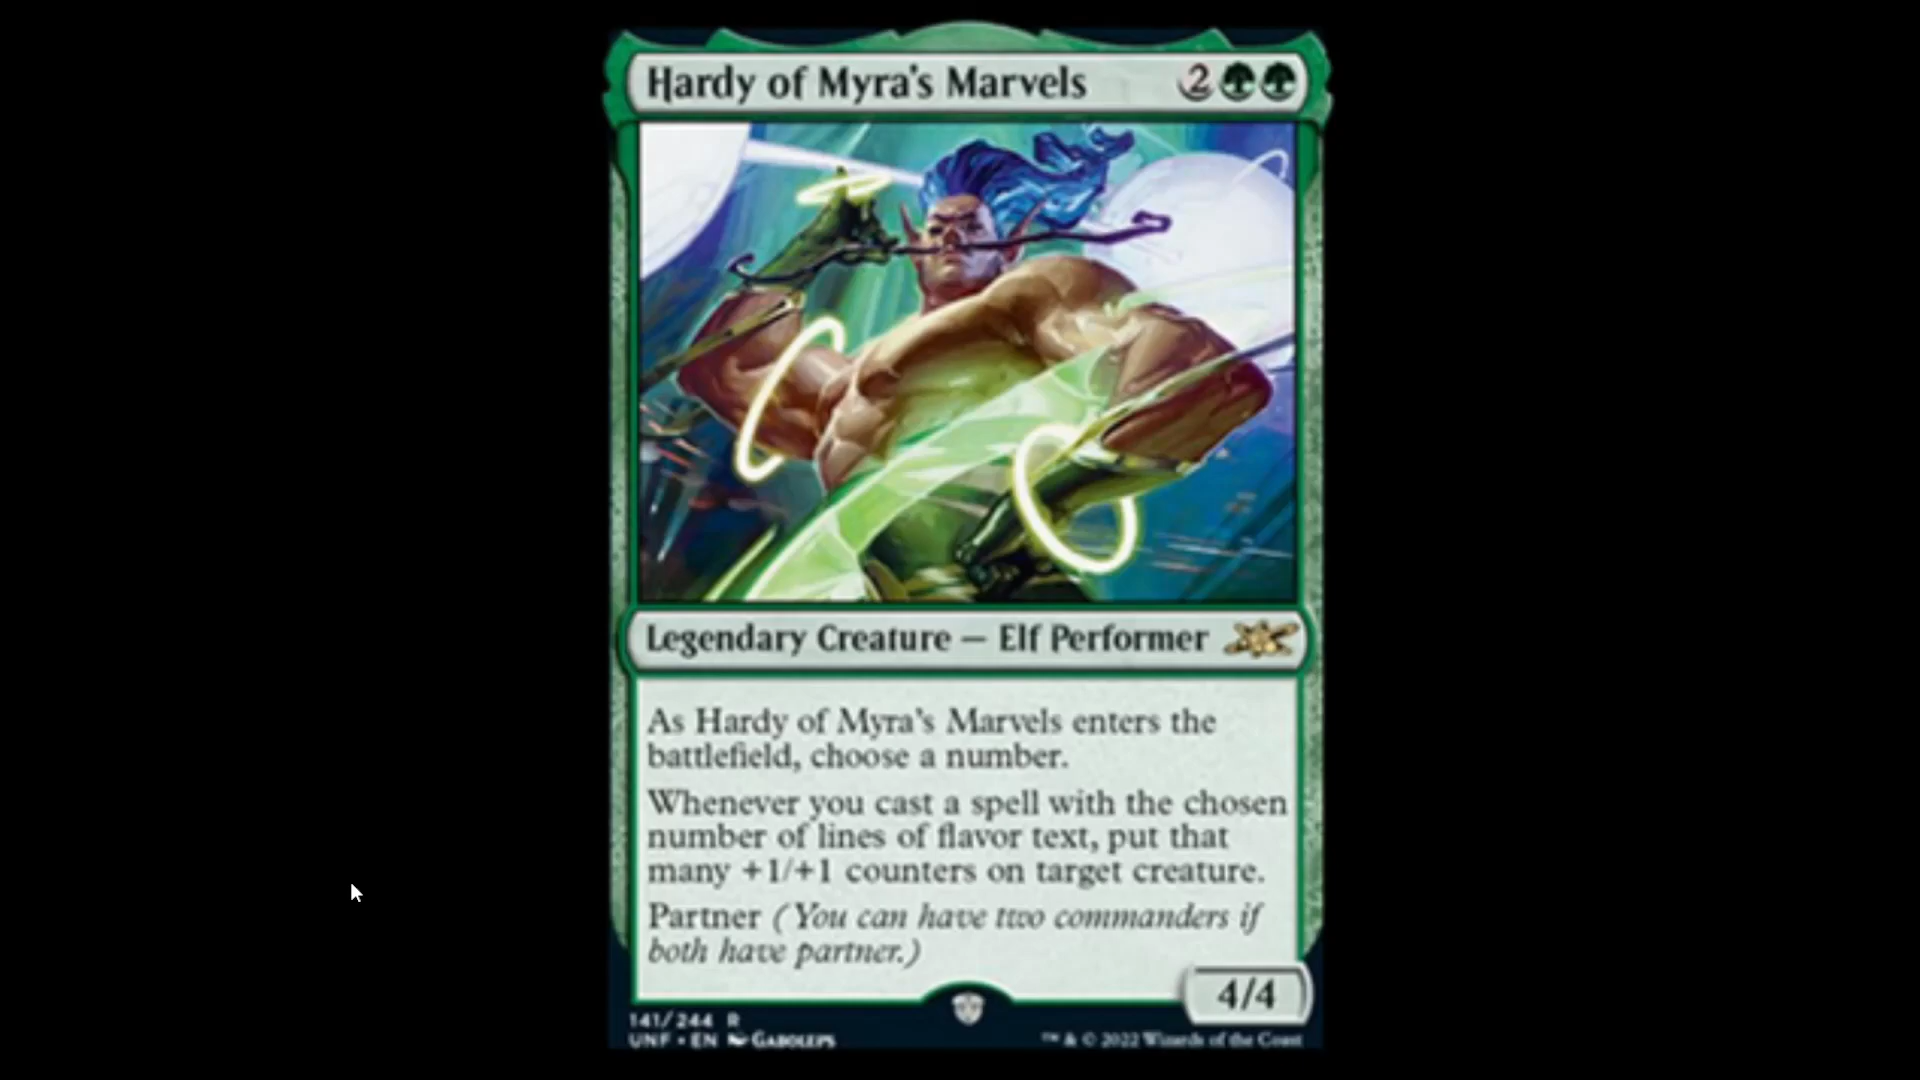 Hardy of Myra's Marvels 2
Legendary Creature — Elf Performer
As Hardy of Myra's Marvels enters the
battlefield, choose a number.
Whenever you cast a spell with the chosen
number of lines of flavor text, put that
many +1/+1 counters on target creature.
Partner (You can have two commanders if
both have partner.)
4/4
141/244 R
UNF • EN Gaboleps
™ & © 2022 Wizards of the Coast